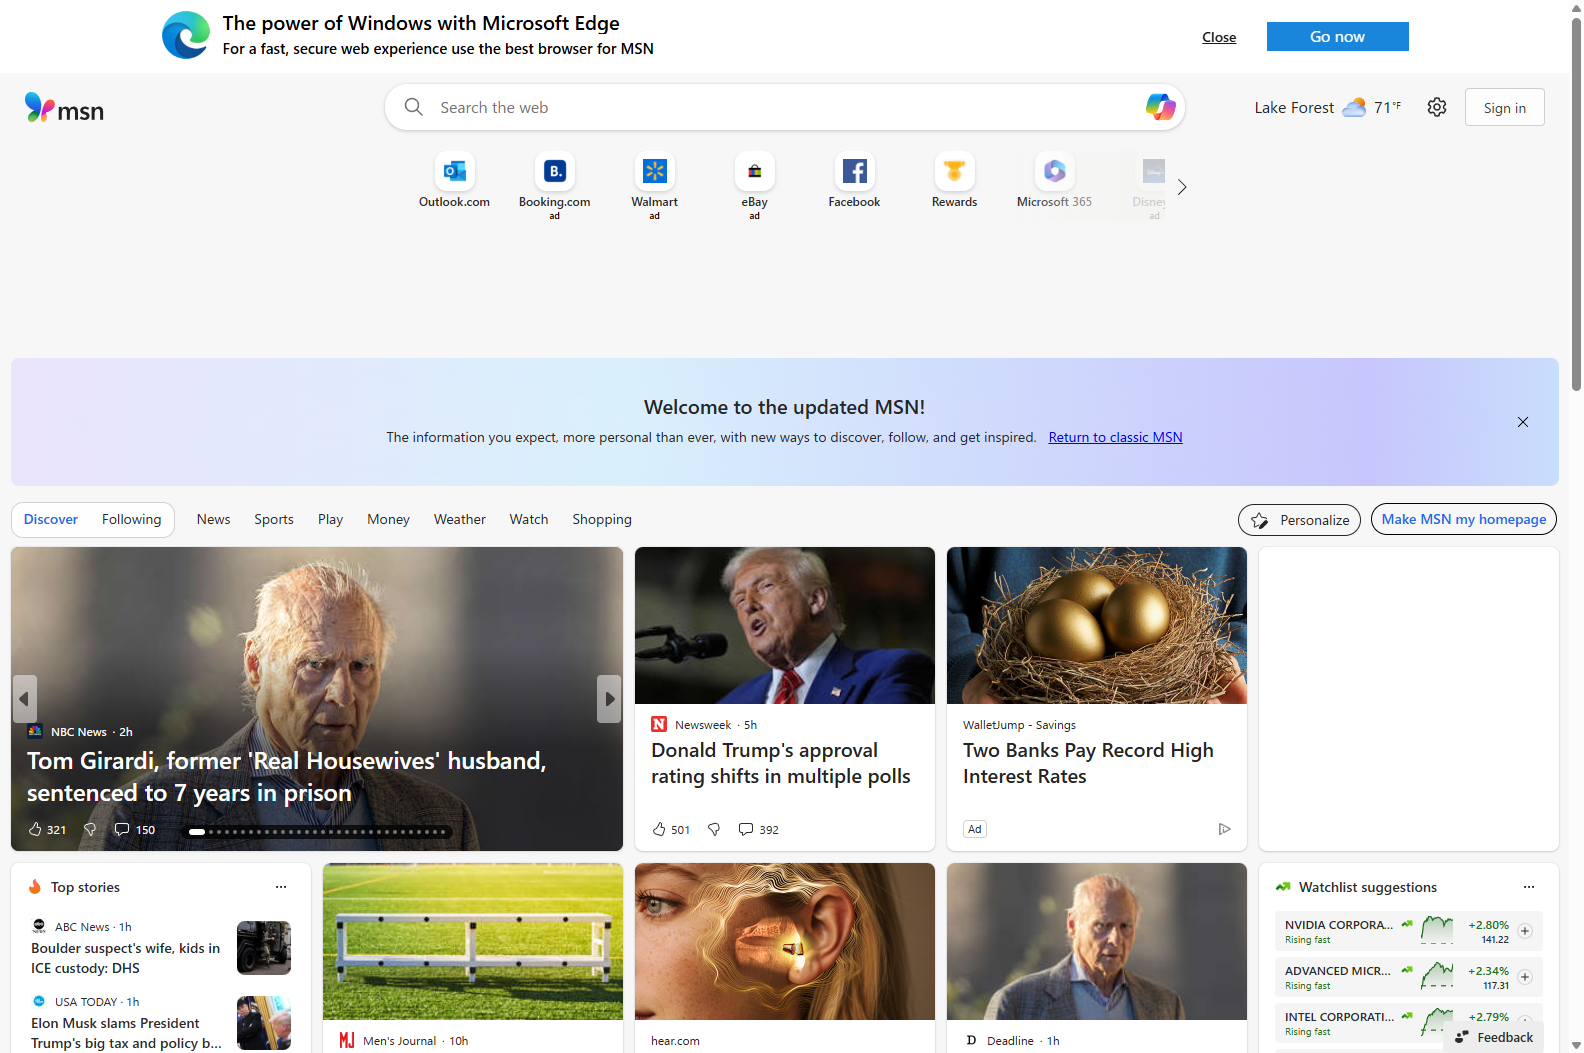 The power of Windows with Microsoft Edge
For a fast, secure web experience use the best browser for MSN
Close
Go now
msn
Search the web
Lake Forest
71°F
Sign in
Outlook.com
Booking.com
ad
Walmart
ad
eBay
ad
Facebook
Rewards
Microsoft 365
Disney
ad
Welcome to the updated MSN!
The information you expect, more personal than ever, with new ways to discover, follow, and get inspired. Return to classic MSN
Discover
Following
News
Sports
Play
Money
Weather
Watch
Shopping
Personalize
Make MSN my homepage
NBC News · 2h
Tom Girardi, former 'Real Housewives' husband,
sentenced to 7 years in prison
321
150
Newsweek · 5h
Donald Trump's approval
rating shifts in multiple polls
501
392
WalletJump - Savings
Two Banks Pay Record High
Interest Rates
Ad
Top stories
ABC News · 1h
Boulder suspect's wife, kids in
ICE custody: DHS
USA TODAY · 1h
Elon Musk slams President
Trump's big tax and policy b...
Men's Journal · 10h
hear.com
Deadline · 1h
Watchlist suggestions
NVIDIA CORPORA...
Rising fast
+2.80%
141.22
ADVANCED MICR...
Rising fast
+2.34%
117.31
INTEL CORPORATI...
Rising fast
+2.79%
Feedback